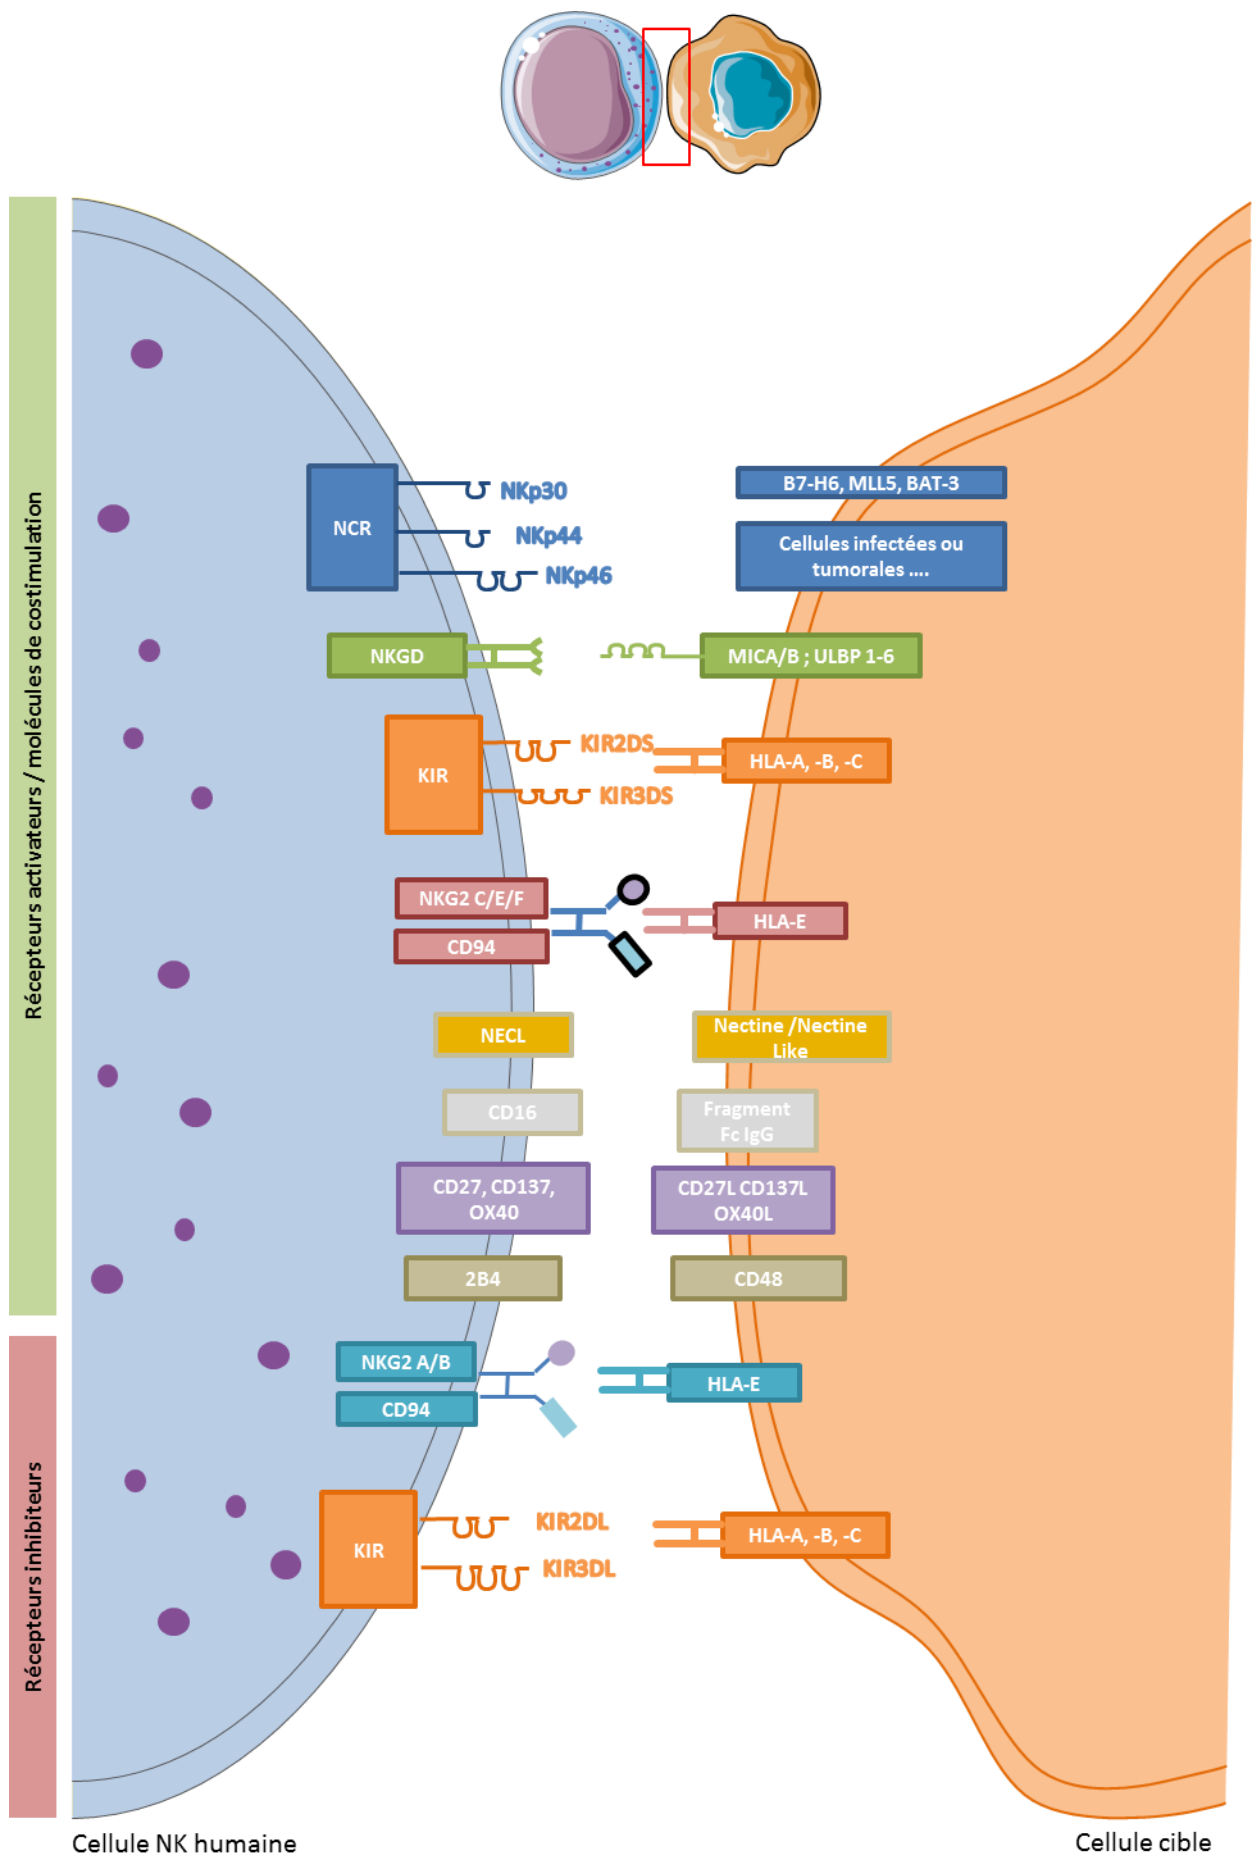 Récepteurs activateurs / molécules de costimulation
NCR
NKp30
NKp44
NKp46
B7-H6, MLL5, BAT-3
Cellules infectées ou
tumorales ....
NKGD
MICA/B ; ULBP 1-6
KIR
KIR2DS
KIR3DS
HLA-A, -B, -C
NKG2 C/E/F
CD94
HLA-E
NECL
Nectine /Nectine
Like
CD16
Fragment
Fc IgG
CD27, CD137,
OX40
CD27L CD137L
OX40L
2B4
CD48
Récepteurs inhibiteurs
NKG2 A/B
CD94
HLA-E
KIR
KIR2DL
KIR3DL
HLA-A, -B, -C
Cellule NK humaine
Cellule cible